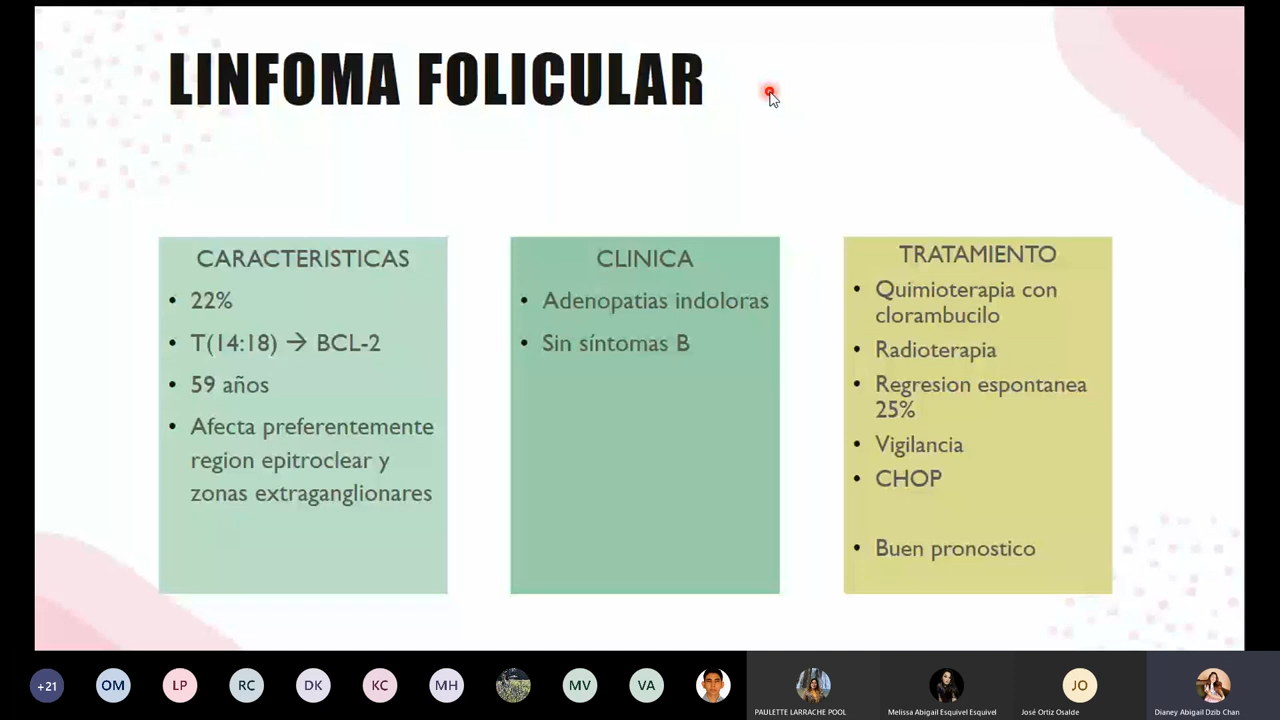 LINFOMA FOLICULAR
CARACTERISTICAS
• 22%
• T(14:18) → BCL-2
• 59 años
• Afecta preferentemente
region epitroclear y
zonas extraganglionares
CLINICA
• Adenopatias indoloras
• Sin síntomas B
TRATAMIENTO
• Quimioterapia con
clorambucilo
• Radioterapia
• Regresion espontanea
25%
• Vigilancia
• CHOP
• Buen pronostico
+21
OM
LP
RC
DK
KC
MH
MV
VA
PAULETTE LARRACHE POOL
Melissa Abigail Esquivel Esquivel
JO
José Ortiz Osalde
Dianey Abigail Dzib Chan